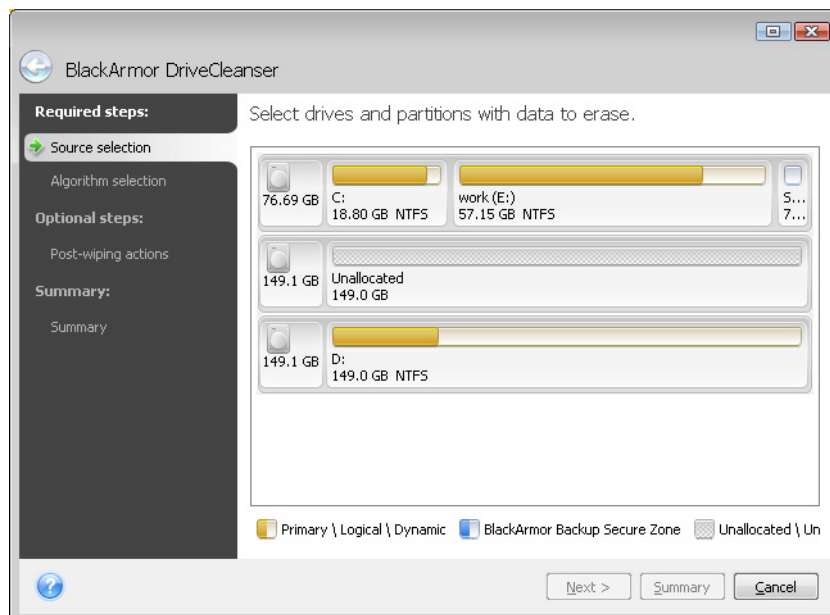 BlackArmor DriveCleanser
Required steps:
Source selection
Algorithm selection
Optional steps:
Post-wiping actions
Summary:
Summary
Select drives and partitions with data to erase.
76.69 GB
C:
18.80 GB NTFS
work (E:)
57.15 GB NTFS
S...
7...
149.1 GB
Unallocated
149.0 GB
149.1 GB
D:
149.0 GB NTFS
Primary \ Logical \ Dynamic
BlackArmor Backup Secure Zone
Unallocated \ Un
Next >
Summary
Cancel